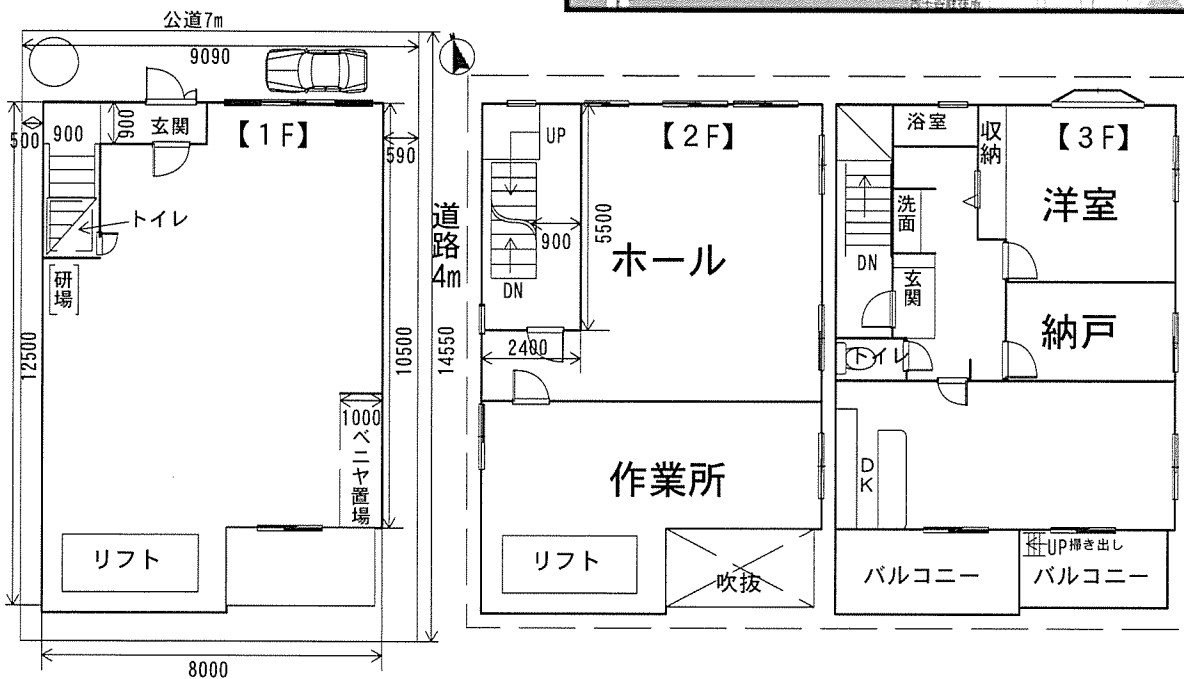 公道7m
9090
500
900
900
玄関
【1F】
590
トイレ
研場
12500
10500
14550
道路4m
1000
ベニヤ置場
リフト
8000
UP
【2F】
900
5500
ホール
DN
2400
作業所
リフト
吹抜
浴室
収納
【3F】
洋室
洗面
DN
玄関
納戸
トイレ
DK
UP掃き出し
バルコニー
バルコニー